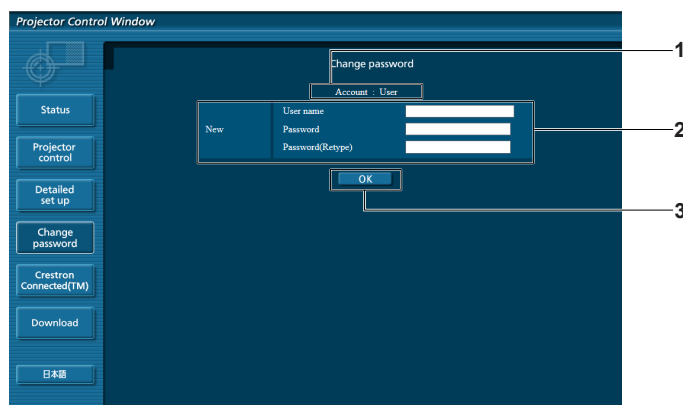 Projector Control Window
Change password
Account : User
New
User name
Password
Password(Retype)
OK
Status
Projector
control
Detailed
set up
Change
password
Crestron
Connected(TM)
Download
日本語
1
2
3